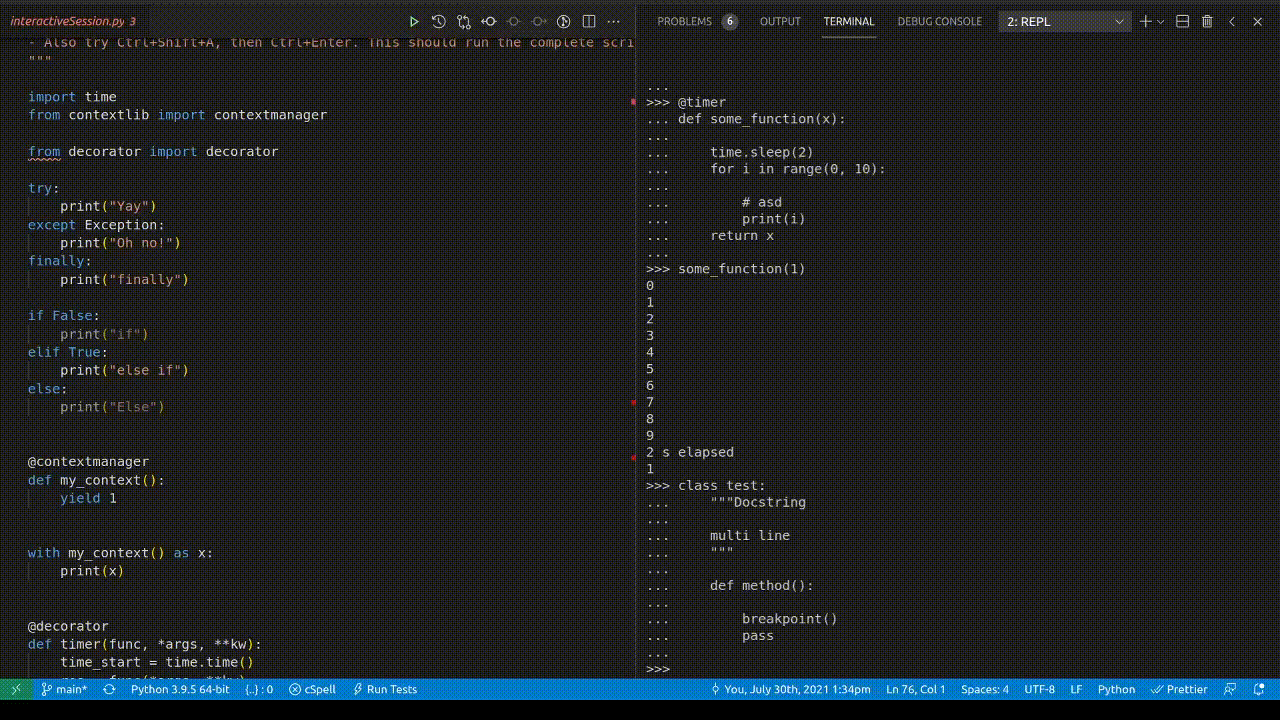 interactiveSession.py 3
- Also try Ctrl+Shift+A, then Ctrl+Enter. This should run the complete scri
"""
import time
from contextlib import contextmanager
from decorator import decorator
try:
    print("Yay")
except Exception:
    print("Oh no!")
finally:
    print("finally")
if False:
    print("if")
elif True:
    print("else if")
else:
    print("Else")
@contextmanager
def my_context():
    yield 1
with my_context() as x:
    print(x)
@decorator
def timer(func, *args, **kw):
    time_start = time.time()
PROBLEMS 6 OUTPUT TERMINAL DEBUG CONSOLE 2: REPL
...
>>> @timer
... def some_function(x):
...
...     time.sleep(2)
...     for i in range(0, 10):
...
...         # asd
...         print(i)
...     return x
...
>>> some_function(1)
0
1
2
3
4
5
6
7
8
9
2 s elapsed
1
>>> class test:
...     """Docstring
...
...     multi line
...     """
...
...     def method():
...
...         breakpoint()
...         pass
...
>>>
main* Python 3.9.5 64-bit {..} : 0 cSpell Run Tests You, July 30th, 2021 1:34pm Ln 76, Col 1 Spaces: 4 UTF-8 LF Python Prettier